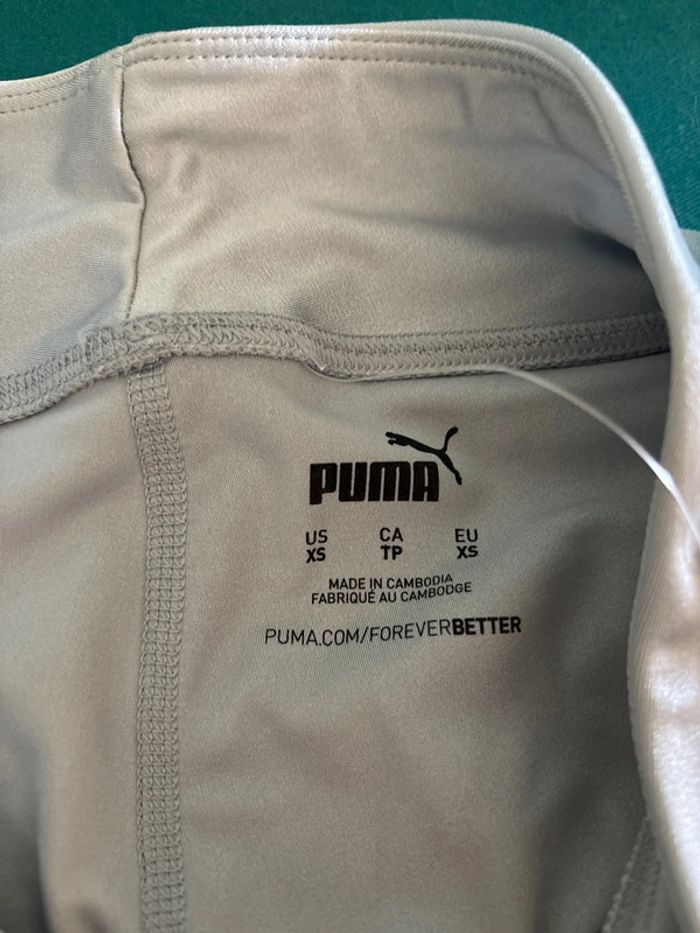 PUMA
US CA EU
XS TP XS
MADE IN CAMBODIA
FABRIQUÉ AU CAMBODGE
PUMA.COM/FOREVERBETTER